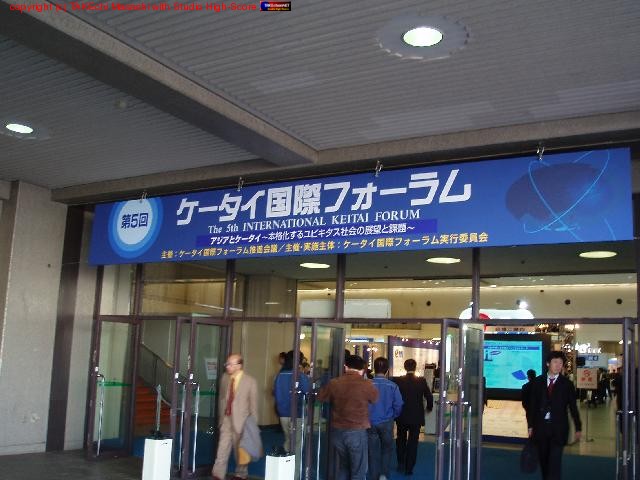 第5回
ケータイ国際フォーラム
The 5th INTERNATIONAL KEITAI FORUM
アジアとケータイ～本格化するユビキタス社会の展望と課題～
主催：ケータイ国際フォーラム推進会議／主催・実施主体：ケータイ国際フォーラム実行委員会